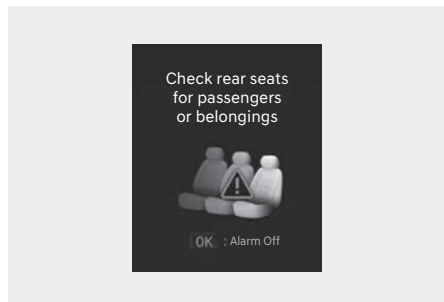 Check rear seats
for passengers
or belongings
OK : Alarm Off